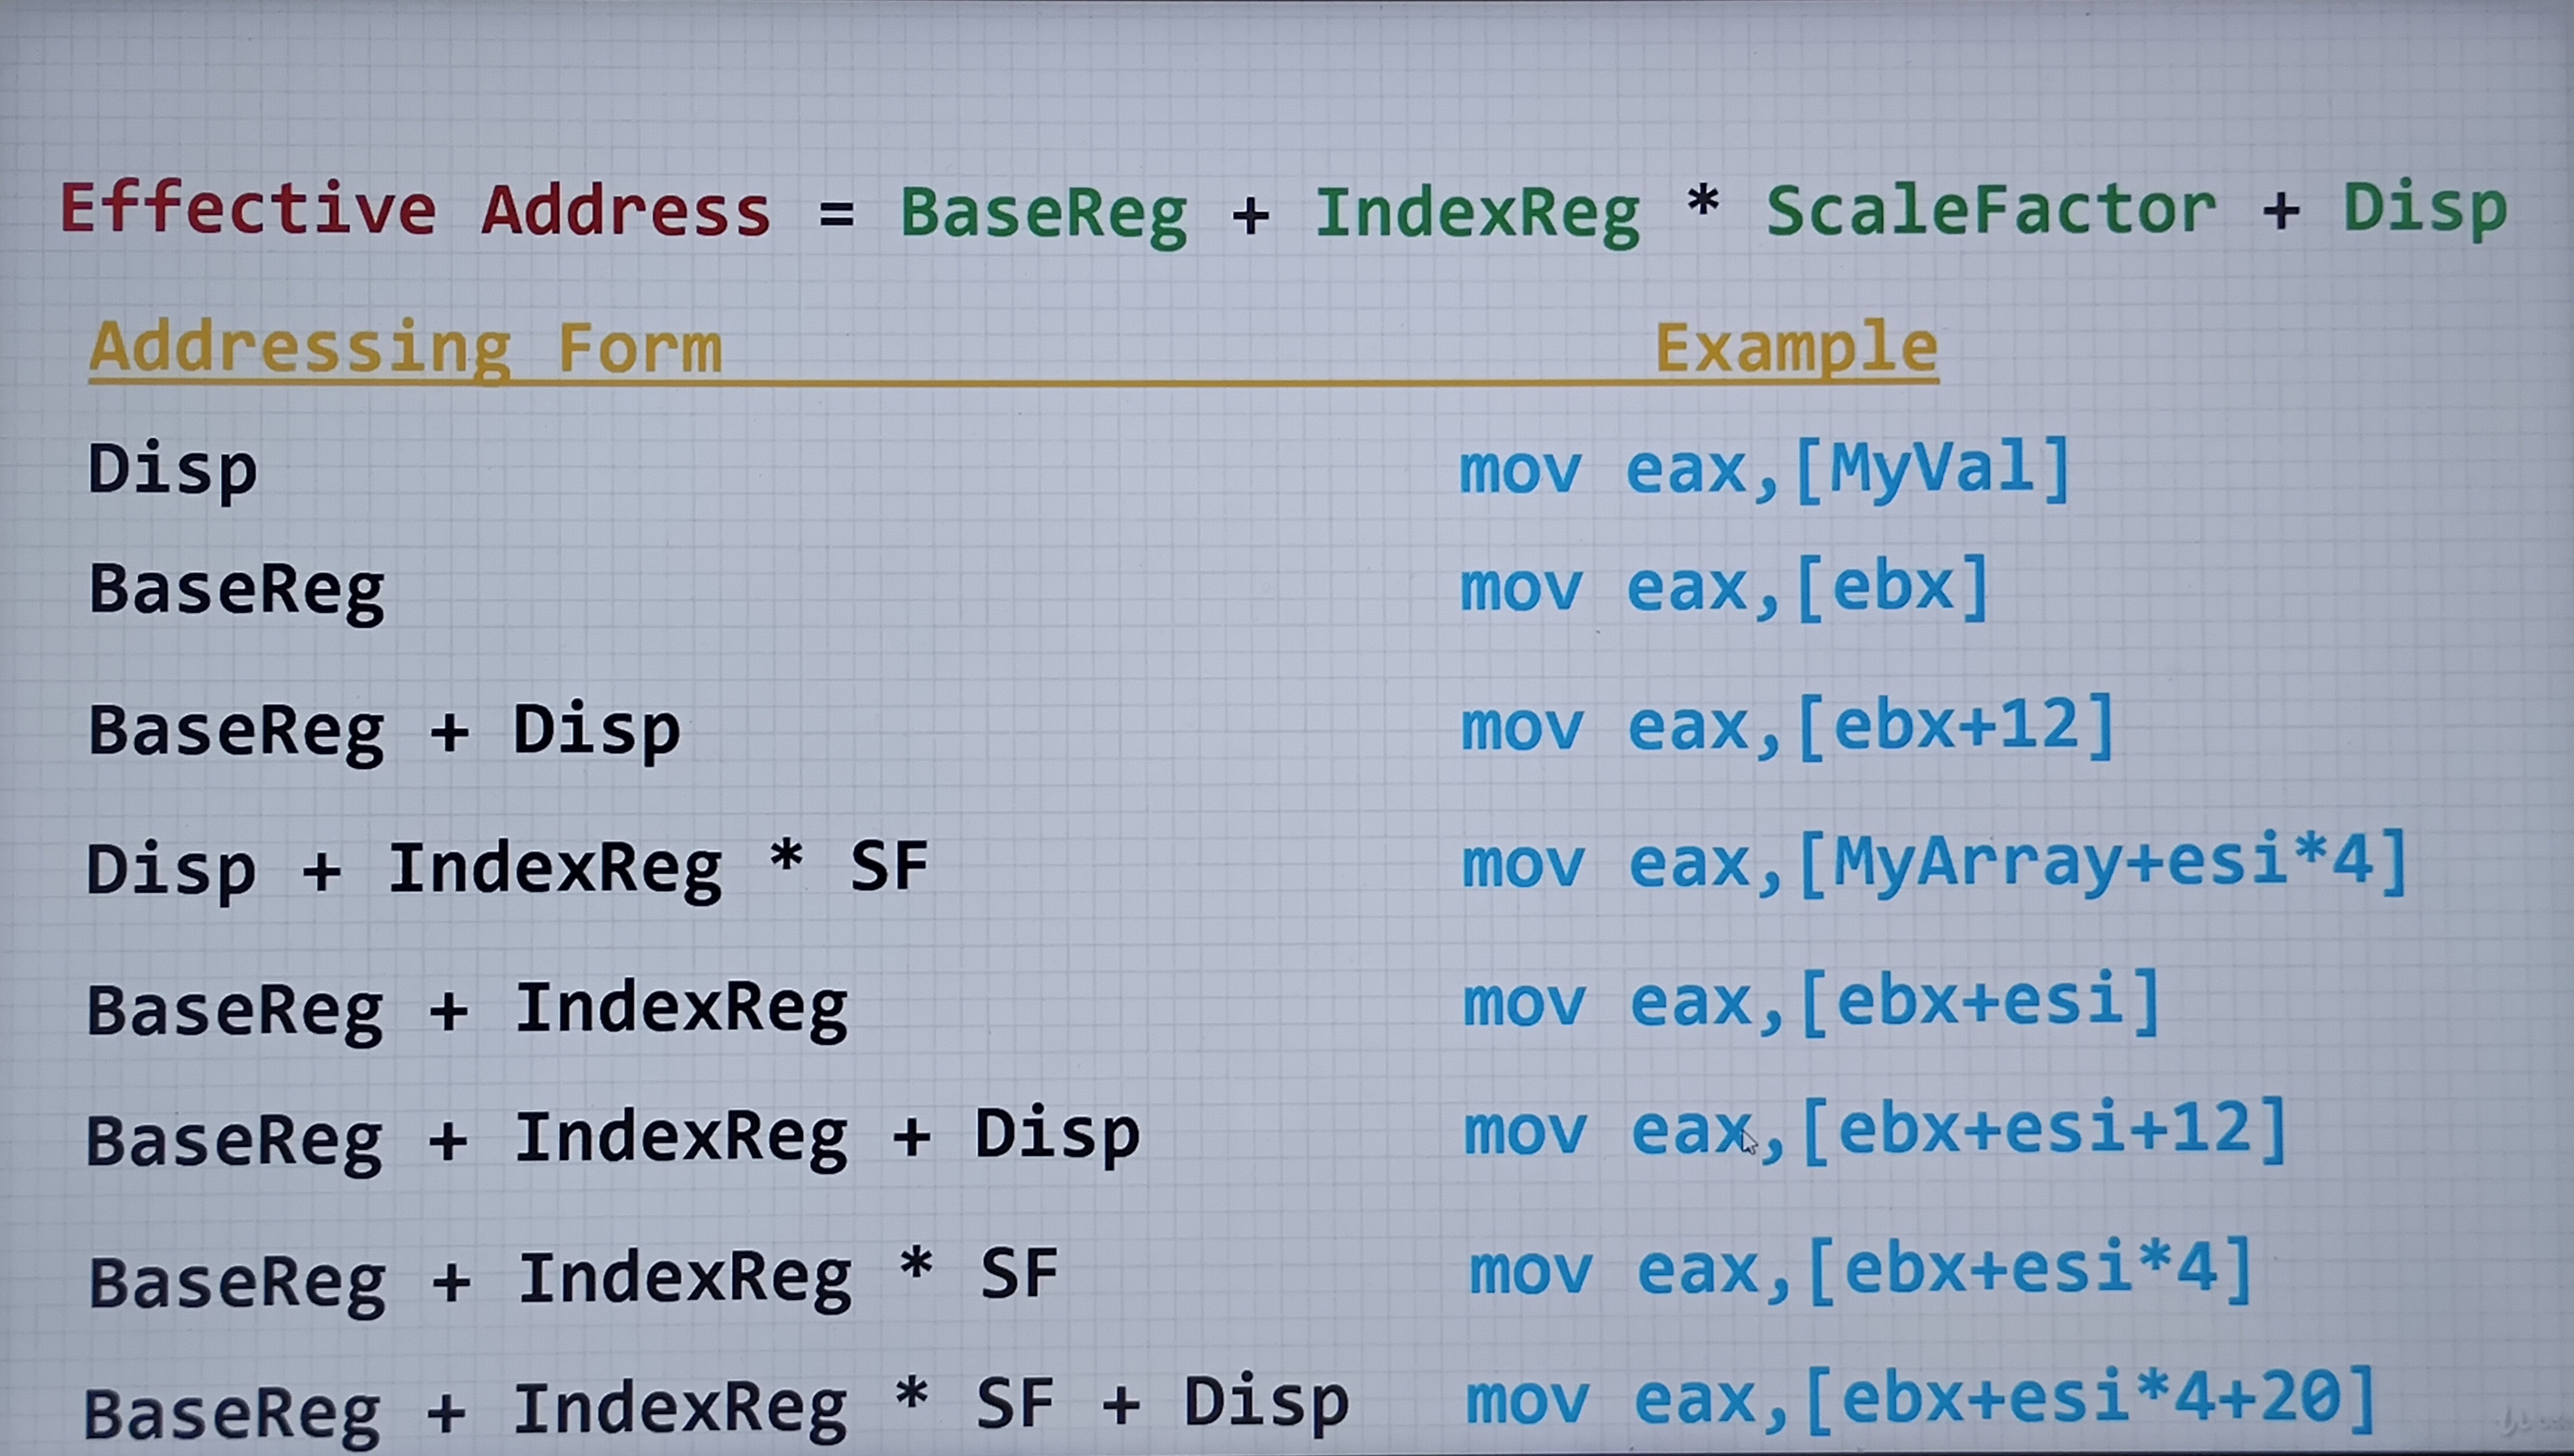 Effective Address = BaseReg + IndexReg * ScaleFactor + Disp
Addressing Form Example
Disp mov eax,[MyVal]
BaseReg mov eax,[ebx]
BaseReg + Disp mov eax,[ebx+12]
Disp + IndexReg * SF mov eax,[MyArray+esi*4]
BaseReg + IndexReg mov eax,[ebx+esi]
BaseReg + IndexReg + Disp mov eax,[ebx+esi+12]
BaseReg + IndexReg * SF mov eax,[ebx+esi*4]
BaseReg + IndexReg * SF + Disp mov eax,[ebx+esi*4+20]